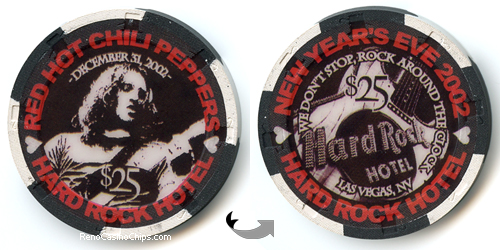 RED HOT CHILI PEPPERS
-DECEMBER 31, 2002-
$25
HARD ROCK HOTEL
RenoCasinoChips.com
NEW YEAR'S EVE 2002
WE DON'T STOP, ROCK AROUND THE CLOCK
$25
Hard Rock
HOTEL
LAS VEGAS, NV
HARD ROCK HOTEL